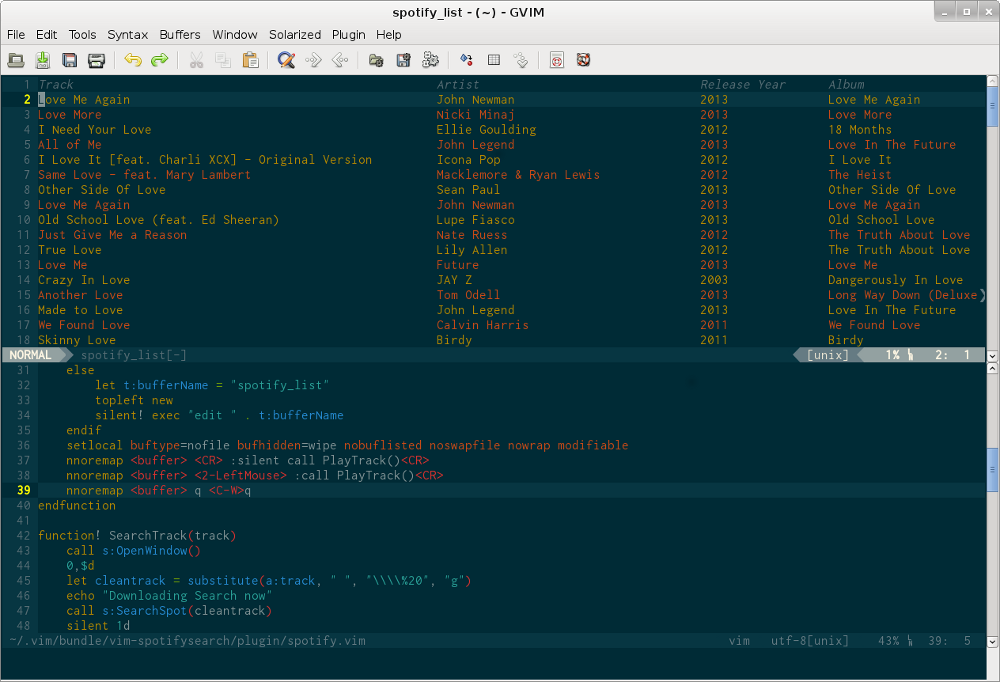 spotify_list - (~) - GVIM
File Edit Tools Syntax Buffers Window Solarized Plugin Help
1 Track Artist Release Year Album
2 Love Me Again John Newman 2013 Love Me Again
3 Love More Nicki Minaj 2013 Love More
4 I Need Your Love Ellie Goulding 2012 18 Months
5 All of Me John Legend 2013 Love In The Future
6 I Love It [feat. Charli XCX] - Original Version Icona Pop 2012 I Love It
7 Same Love - feat. Mary Lambert Macklemore & Ryan Lewis 2012 The Heist
8 Other Side Of Love Sean Paul 2013 Other Side Of Love
9 Love Me Again John Newman 2013 Love Me Again
10 Old School Love (feat. Ed Sheeran) Lupe Fiasco 2013 Old School Love
11 Just Give Me a Reason Nate Ruess 2012 The Truth About Love
12 True Love Lily Allen 2012 The Truth About Love
13 Love Me Future 2013 Love Me
14 Crazy In Love JAY Z 2003 Dangerously In Love
15 Another Love Tom Odell 2013 Long Way Down (Deluxe)
16 Made to Love John Legend 2013 Love In The Future
17 We Found Love Calvin Harris 2011 We Found Love
18 Skinny Love Birdy 2011 Birdy
NORMAL spotify_list[-] [unix] 1% 2: 1
31 else
32 let t:bufferName = "spotify_list"
33 topleft new
34 silent! exec "edit " . t:bufferName
35 endif
36 setlocal buftype=nofile bufhidden=wipe nobuflisted noswapfile nowrap modifiable
37 nnoremap <buffer> <CR> :silent call PlayTrack()<CR>
38 nnoremap <buffer> <2-LeftMouse> :call PlayTrack()<CR>
39 nnoremap <buffer> q <C-W>q
40 endfunction
41
42 function! SearchTrack(track)
43 call s:OpenWindow()
44 0,$d
45 let cleantrack = substitute(a:track, " ", "\\\\%20", "g")
46 echo "Downloading Search now"
47 call s:SearchSpot(cleantrack)
48 silent 1d
~/.vim/bundle/vim-spotifysearch/plugin/spotify.vim vim utf-8[unix] 43% 39: 5